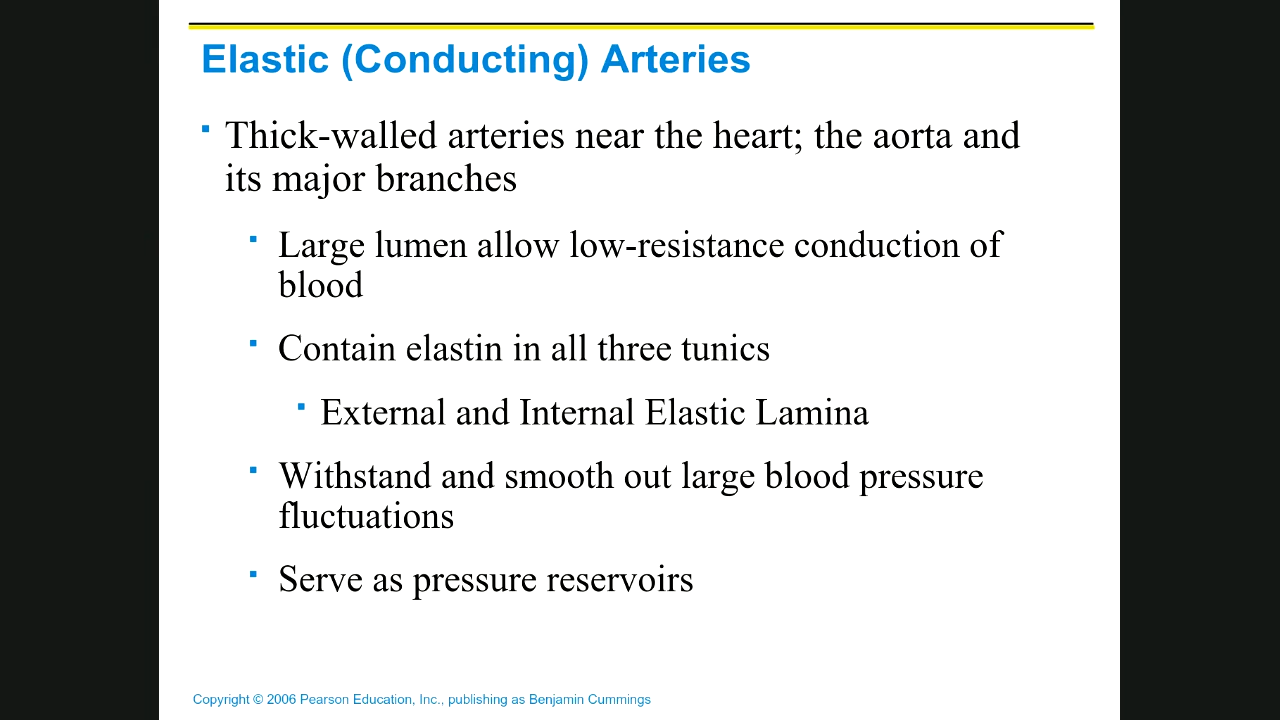 Elastic (Conducting) Arteries
Thick-walled arteries near the heart; the aorta and
its major branches
Large lumen allow low-resistance conduction of
blood
Contain elastin in all three tunics
External and Internal Elastic Lamina
Withstand and smooth out large blood pressure
fluctuations
Serve as pressure reservoirs
Copyright © 2006 Pearson Education, Inc., publishing as Benjamin Cummings